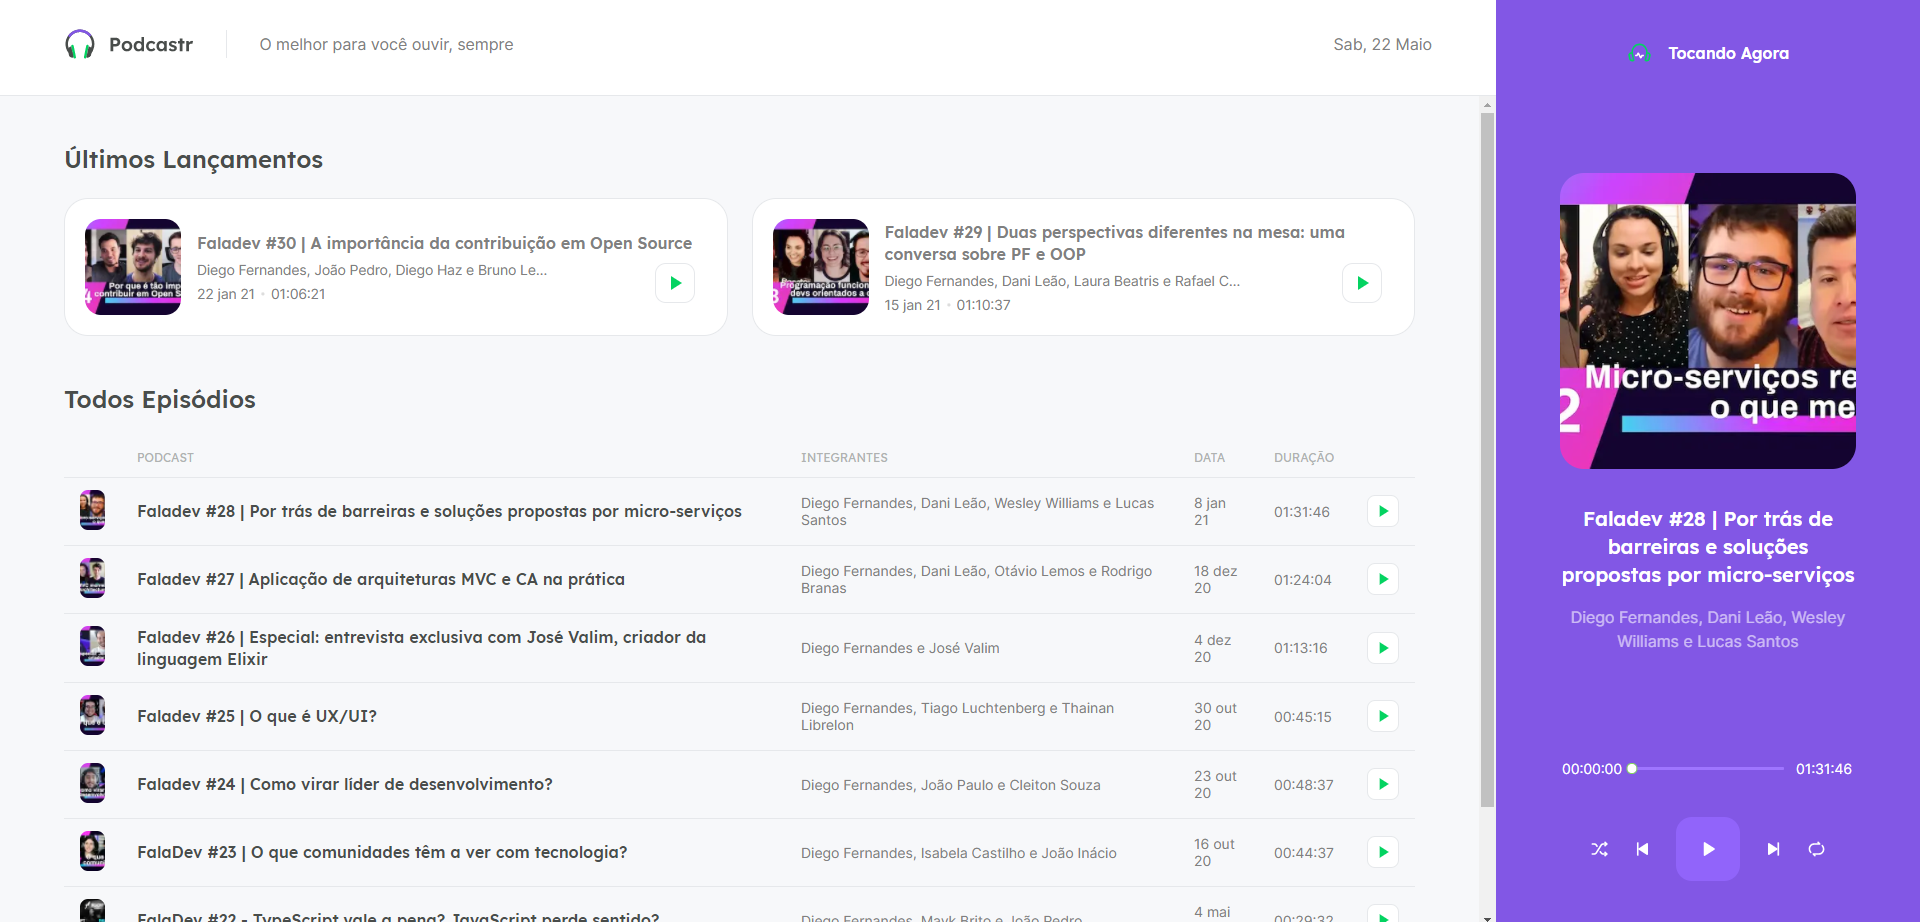 Podcastr
O melhor para você ouvir, sempre
Sab, 22 Maio
Últimos Lançamentos
Por que é tão imp
contribuir em Open S
4
Faladev #30 | A importância da contribuição em Open Source
Diego Fernandes, João Pedro, Diego Haz e Bruno Le...
22 jan 21 • 01:06:21
Programação funcion
devs orientados a o
3
Faladev #29 | Duas perspectivas diferentes na mesa: uma
conversa sobre PF e OOP
Diego Fernandes, Dani Leão, Laura Beatris e Rafael C...
15 jan 21 • 01:10:37
Todos Episódios
PODCAST INTEGRANTES DATA DURAÇÃO
Faladev #28 | Por trás de barreiras e soluções propostas por micro-serviços
Diego Fernandes, Dani Leão, Wesley Williams e Lucas
Santos
8 jan
21
01:31:46
Faladev #27 | Aplicação de arquiteturas MVC e CA na prática
Diego Fernandes, Dani Leão, Otávio Lemos e Rodrigo
Branas
18 dez
20
01:24:04
Faladev #26 | Especial: entrevista exclusiva com José Valim, criador da
linguagem Elixir
Diego Fernandes e José Valim
4 dez
20
01:13:16
Faladev #25 | O que é UX/UI?
Diego Fernandes, Tiago Luchtenberg e Thainan
Librelon
30 out
20
00:45:15
Faladev #24 | Como virar líder de desenvolvimento?
Diego Fernandes, João Paulo e Cleiton Souza
23 out
20
00:48:37
FalaDev #23 | O que comunidades têm a ver com tecnologia?
Diego Fernandes, Isabela Castilho e João Inácio
16 out
20
00:44:37
FalaDev #22 - TypeScript vale a pena? JavaScript perde sentido?
Diego Fernandes, Mayk Brito e João Pedro
4 mai
00:29:32
Tocando Agora
Micro-serviços re
o que me
2
Faladev #28 | Por trás de
barreiras e soluções
propostas por micro-serviços
Diego Fernandes, Dani Leão, Wesley
Williams e Lucas Santos
00:00:00 01:31:46